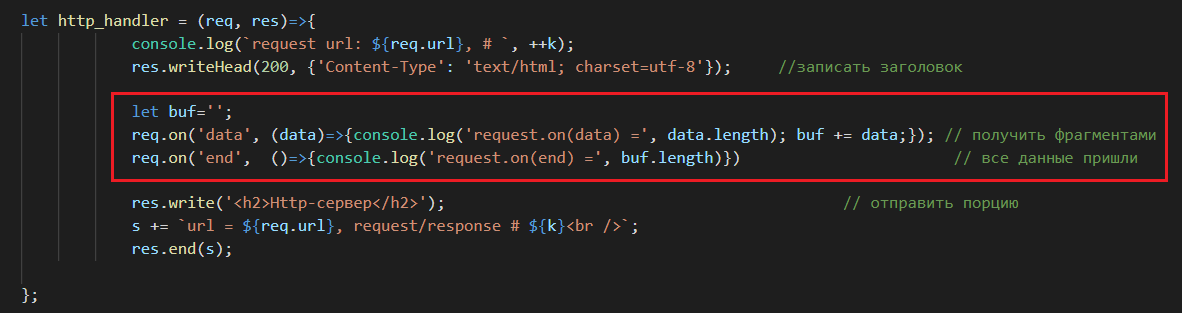 let http_handler = (req, res)=>{
console.log(`request url: ${req.url}, # `, ++k);
res.writeHead(200, {'Content-Type': 'text/html; charset=utf-8'}); //записать заголовок
let buf='';
req.on('data', (data)=>{console.log('request.on(data) =', data.length); buf += data;}); // получить фрагментами
req.on('end', ()=>{console.log('request.on(end) =', buf.length)}) // все данные пришли
res.write('<h2>Http-сервер</h2>'); // отправить порцию
s += `url = ${req.url}, request/response # ${k}<br />`;
res.end(s);
};